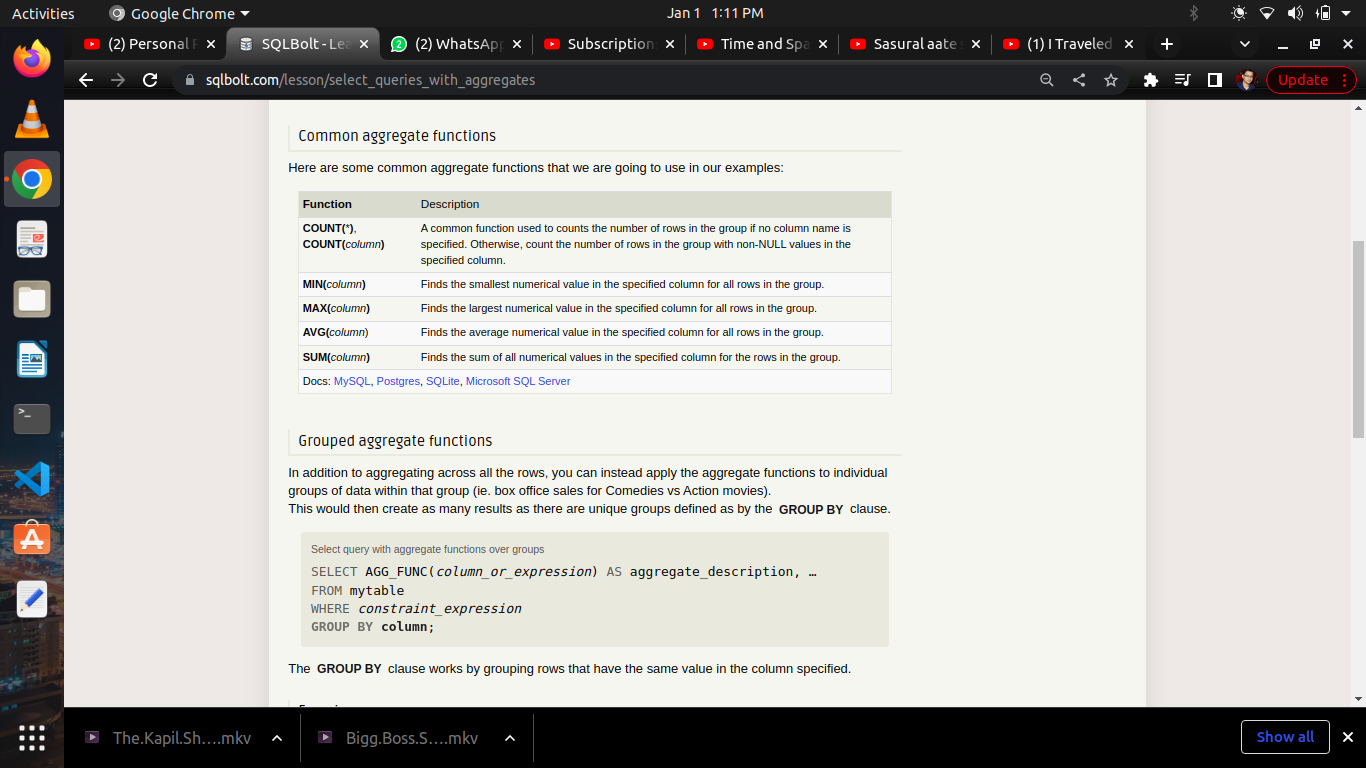 Activities
Google Chrome
Jan 1 1:11 PM
(2) Personal
SQLBolt - Lea
(2) WhatsApp
Subscription
Time and Spa
Sasural aate
(1) I Traveled
sqlbolt.com/lesson/select_queries_with_aggregates
Update
Common aggregate functions
Here are some common aggregate functions that we are going to use in our examples:
Function Description
COUNT(*), A common function used to counts the number of rows in the group if no column name is
COUNT(column) specified. Otherwise, count the number of rows in the group with non-NULL values in the
specified column.
MIN(column) Finds the smallest numerical value in the specified column for all rows in the group.
MAX(column) Finds the largest numerical value in the specified column for all rows in the group.
AVG(column) Finds the average numerical value in the specified column for all rows in the group.
SUM(column) Finds the sum of all numerical values in the specified column for the rows in the group.
Docs: MySQL, Postgres, SQLite, Microsoft SQL Server
Grouped aggregate functions
In addition to aggregating across all the rows, you can instead apply the aggregate functions to individual
groups of data within that group (ie. box office sales for Comedies vs Action movies).
This would then create as many results as there are unique groups defined as by the GROUP BY clause.
Select query with aggregate functions over groups
SELECT AGG_FUNC(column_or_expression) AS aggregate_description, …
FROM mytable
WHERE constraint_expression
GROUP BY column;
The GROUP BY clause works by grouping rows that have the same value in the column specified.
The.Kapil.Sh....mkv
Bigg.Boss.S....mkv
Show all